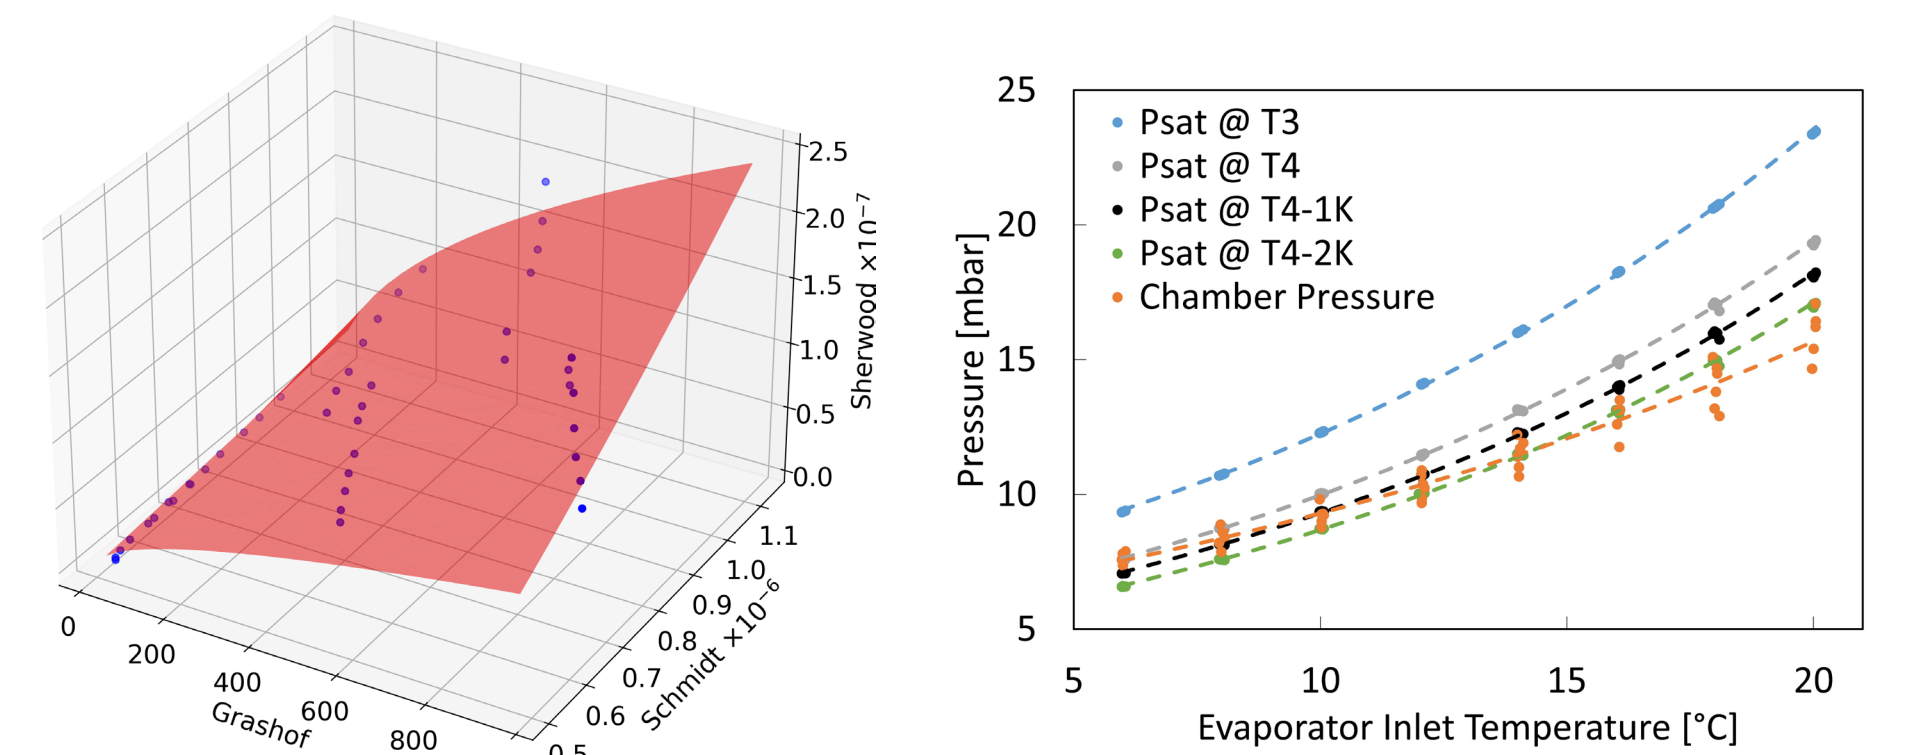 2.5
2.0
1.5
1.0
0.5
0.0
Sherwood ×10⁻⁷
1.1
1.0
0.9
0.8
0.7
0.6
0.5
Schmidt ×10⁻⁶
0
200
400
600
800
Grashof
25
20
15
10
5
Pressure [mbar]
Psat @ T3
Psat @ T4
Psat @ T4-1K
Psat @ T4-2K
Chamber Pressure
5 10 15 20
Evaporator Inlet Temperature [°C]